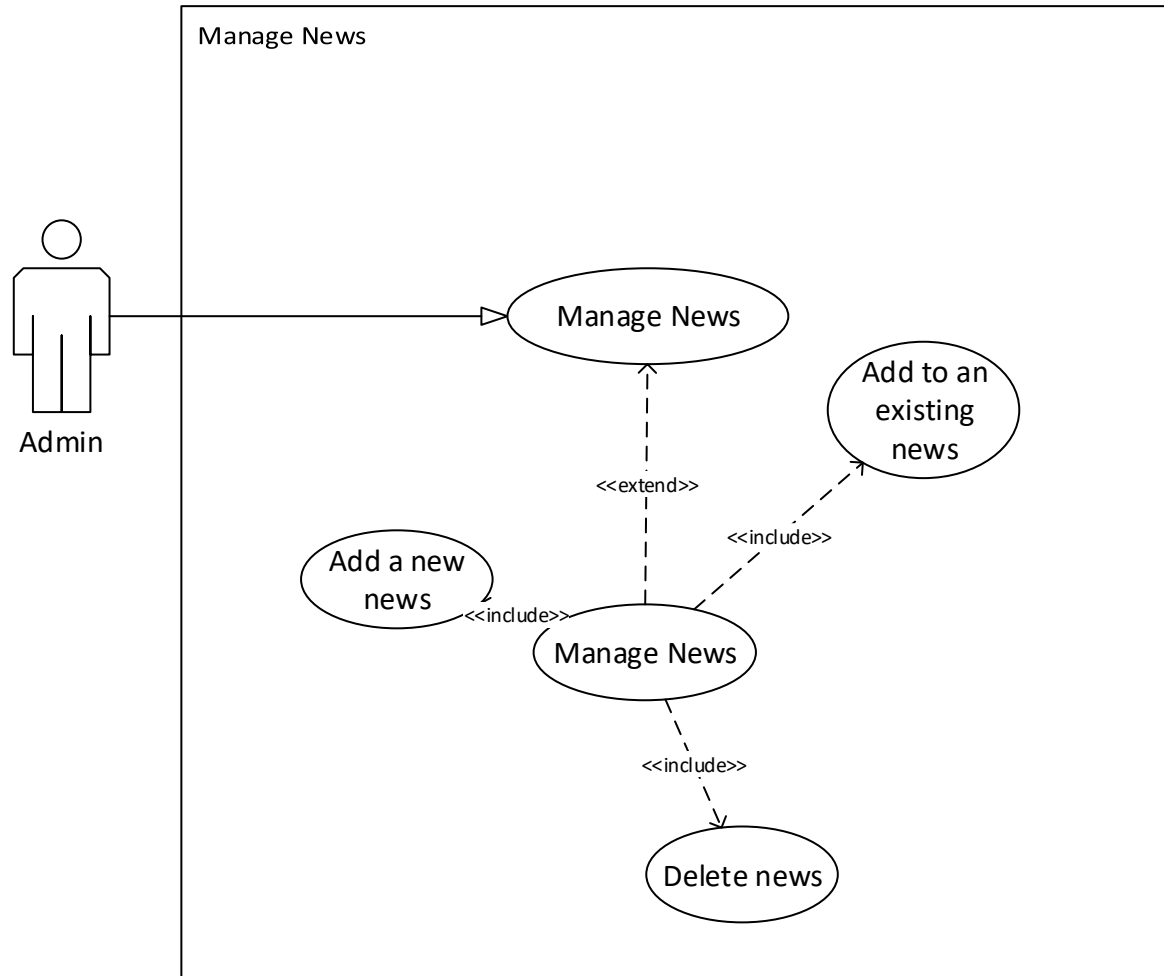 Manage News
Manage News
Add to an
existing
news
Admin
<<extend>>
<<include>>
Add a new
news
<<include>>
Manage News
<<include>>
Delete news